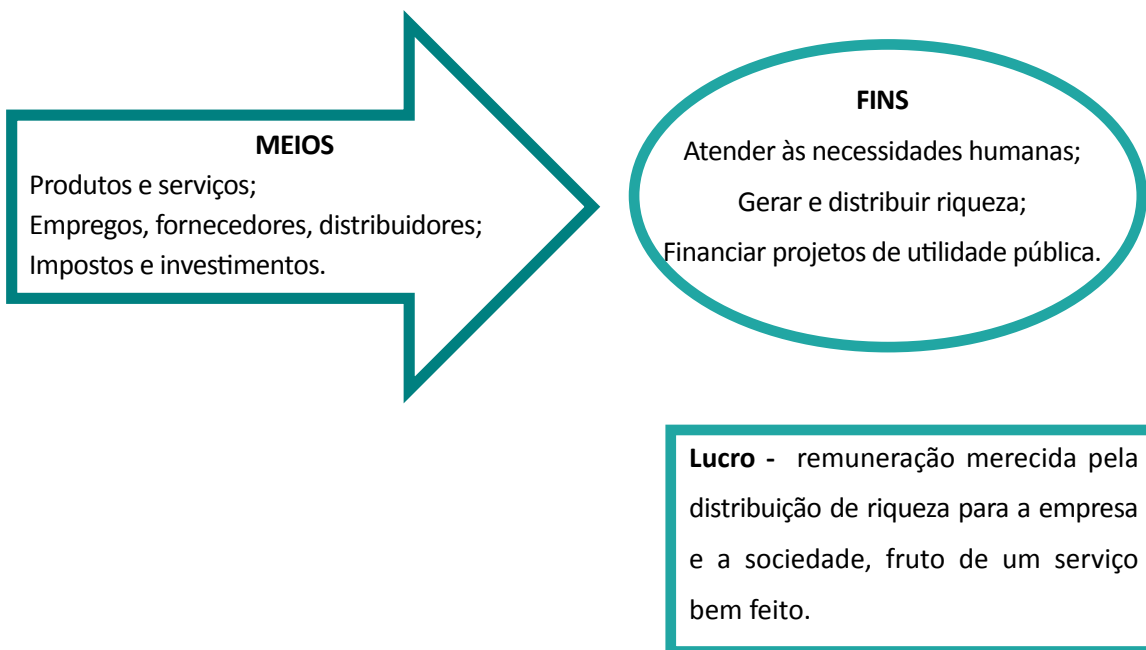 MEIOS
Produtos e serviços;
Empregos, fornecedores, distribuidores;
Impostos e investimentos.
FINS
Atender às necessidades humanas;
Gerar e distribuir riqueza;
Financiar projetos de utilidade pública.
Lucro - remuneração merecida pela
distribuição de riqueza para a empresa
e a sociedade, fruto de um serviço
bem feito.